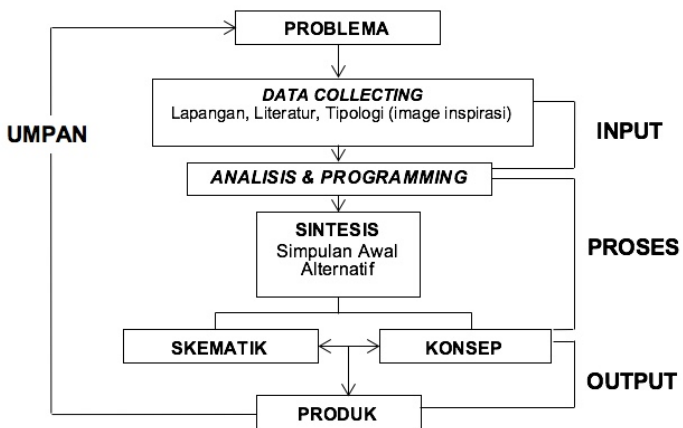 PROBLEMA
DATA COLLECTING
Lapangan, Literatur, Tipologi (image inspirasi)
UMPAN
INPUT
ANALISIS & PROGRAMMING
SINTESIS
Simpulan Awal
Alternatif
PROSES
SKEMATIK
KONSEP
OUTPUT
PRODUK